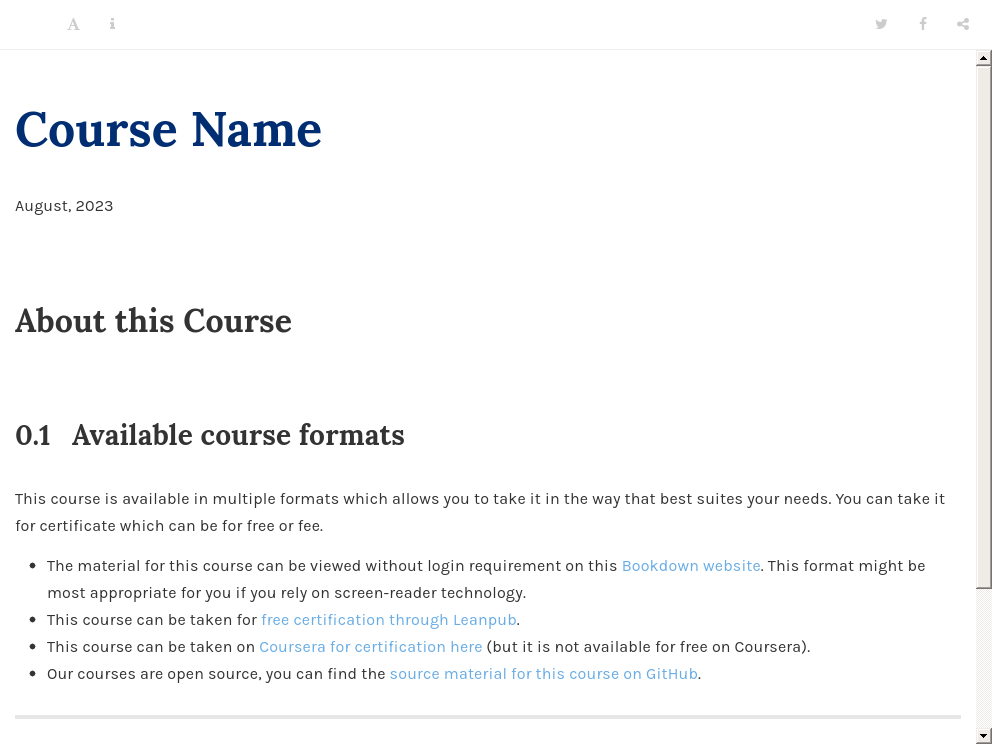 Course Name
August, 2023
About this Course
0.1 Available course formats
This course is available in multiple formats which allows you to take it in the way that best suites your needs. You can take it
for certificate which can be for free or fee.
The material for this course can be viewed without login requirement on this Bookdown website. This format might be
most appropriate for you if you rely on screen-reader technology.
This course can be taken for free certification through Leanpub.
This course can be taken on Coursera for certification here (but it is not available for free on Coursera).
Our courses are open source, you can find the source material for this course on GitHub.